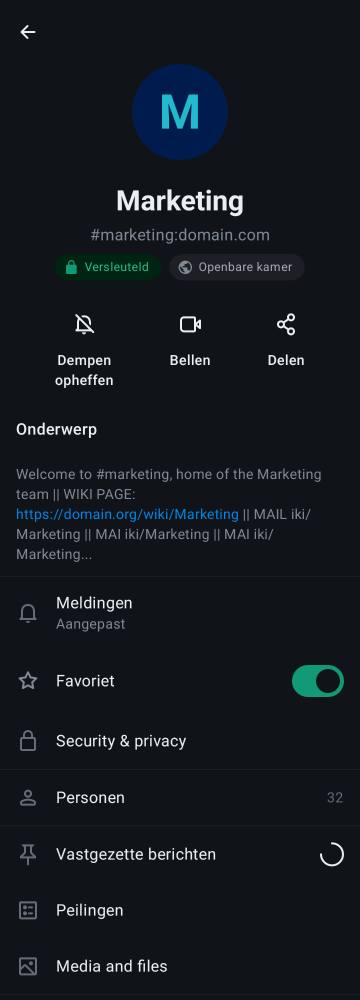 M
Marketing
#marketing:domain.com
Versleuteld
Openbare kamer
Dempen
opheffen
Bellen
Delen
Onderwerp
Welcome to #marketing, home of the Marketing
team || WIKI PAGE:
https://domain.org/wiki/Marketing || MAIL iki/
Marketing || MAI iki/Marketing || MAI iki/
Marketing...
Meldingen
Aangepast
Favoriet
Security & privacy
Personen 32
Vastgezette berichten
Peilingen
Media and files